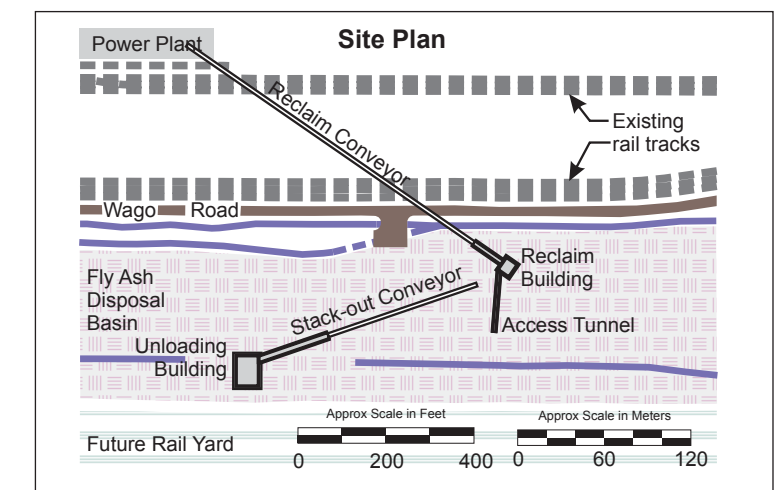 Site Plan
Power Plant
Reclaim Conveyor
Existing
rail tracks
Wago Road
Reclaim
Building
Fly Ash
Disposal
Basin
Stack-out Conveyor
Access Tunnel
Unloading
Building
Approx Scale in Feet
Approx Scale in Meters
Future Rail Yard
0 200 400
0 60 120